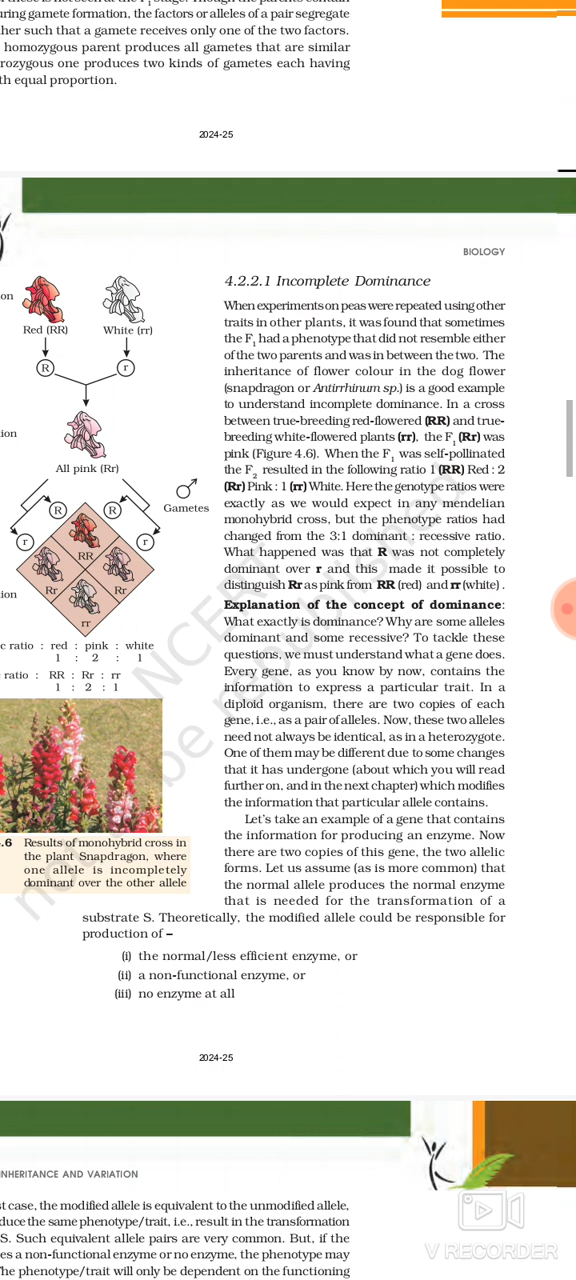 uring gamete formation, the factors or alleles of a pair segregate
her such that a gamete receives only one of the two factors.
homozygous parent produces all gametes that are similar
rozygous one produces two kinds of gametes each having
th equal proportion.
2024-25
BIOLOGY
on
Red (RR) White (rr)
R r
ion
All pink (Rr)
Gametes
R R
r r
RR
Rr Rr
rr
ion
c ratio : red : pink : white
1 : 2 : 1
ratio : RR : Rr : rr
1 : 2 : 1
.6 Results of monohybrid cross in
the plant Snapdragon, where
one allele is incompletely
dominant over the other allele
4.2.2.1 Incomplete Dominance
When experiments on peas were repeated using other
traits in other plants, it was found that sometimes
the F1 had a phenotype that did not resemble either
of the two parents and was in between the two. The
inheritance of flower colour in the dog flower
(snapdragon or Antirrhinum sp.) is a good example
to understand incomplete dominance. In a cross
between true-breeding red-flowered (RR) and true-
breeding white-flowered plants (rr), the F1 (Rr) was
pink (Figure 4.6). When the F1 was self-pollinated
the F2 resulted in the following ratio 1 (RR) Red : 2
(Rr) Pink : 1 (rr) White. Here the genotype ratios were
exactly as we would expect in any mendelian
monohybrid cross, but the phenotype ratios had
changed from the 3:1 dominant : recessive ratio.
What happened was that R was not completely
dominant over r and this made it possible to
distinguish Rr as pink from RR (red) and rr (white) .
Explanation of the concept of dominance:
What exactly is dominance? Why are some alleles
dominant and some recessive? To tackle these
questions, we must understand what a gene does.
Every gene, as you know by now, contains the
information to express a particular trait. In a
diploid organism, there are two copies of each
gene, i.e., as a pair of alleles. Now, these two alleles
need not always be identical, as in a heterozygote.
One of them may be different due to some changes
that it has undergone (about which you will read
further on, and in the next chapter) which modifies
the information that particular allele contains.
Let's take an example of a gene that contains
the information for producing an enzyme. Now
there are two copies of this gene, the two allelic
forms. Let us assume (as is more common) that
the normal allele produces the normal enzyme
that is needed for the transformation of a
substrate S. Theoretically, the modified allele could be responsible for
production of –
(i) the normal/less efficient enzyme, or
(ii) a non-functional enzyme, or
(iii) no enzyme at all
© NCERT
not to be republished
2024-25
NHERITANCE AND VARIATION
st case, the modified allele is equivalent to the unmodified allele,
duce the same phenotype/trait, i.e., result in the transformation
S. Such equivalent allele pairs are very common. But, if the
es a non-functional enzyme or no enzyme, the phenotype may
he phenotype/trait will only be dependent on the functioning
V RECORDER